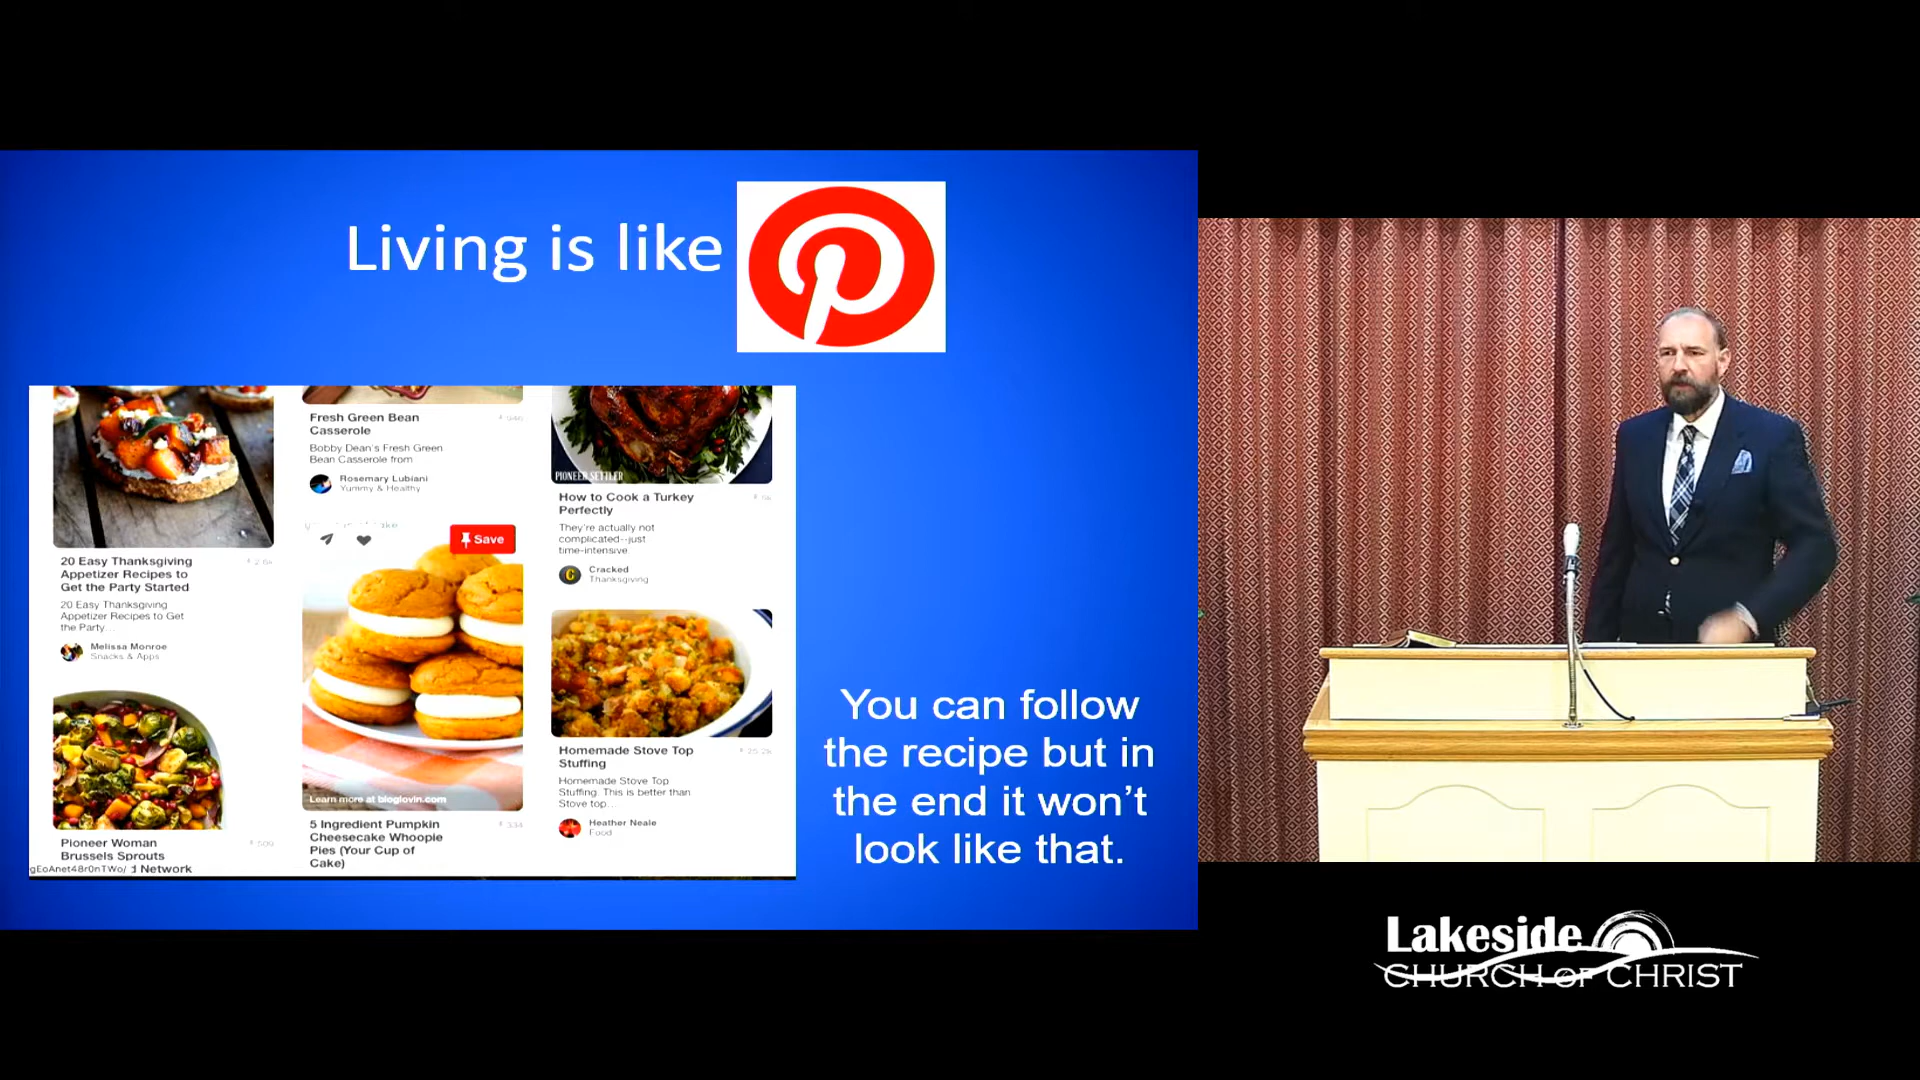 Living is like
Fresh Green Bean
Casserole
Bobby Dean's Fresh Green
Bean Casserole from
Rosemary Lubiani
Yummy & Healthy
PIONEER SETTLER
How to Cook a Turkey
Perfectly
They're actually not
complicated--just
time-intensive
Cracked
Thanksgiving
20 Easy Thanksgiving
Appetizer Recipes to
Get the Party Started
20 Easy Thanksgiving
Appetizer Recipes to Get
the Party...
Melissa Monroe
Snacks & Apps
Save
Learn more at bloglovin.com
5 Ingredient Pumpkin
Cheesecake Whoopie
Pies (Your Cup of
Cake)
Homemade Stove Top
Stuffing
Homemade Stove Top
Stuffing. This is better than
Stove top...
Heather Neale
Food
Pioneer Woman
Brussels Sprouts
Network
You can follow
the recipe but in
the end it won't
look like that.
Lakeside
CHURCH OF CHRIST